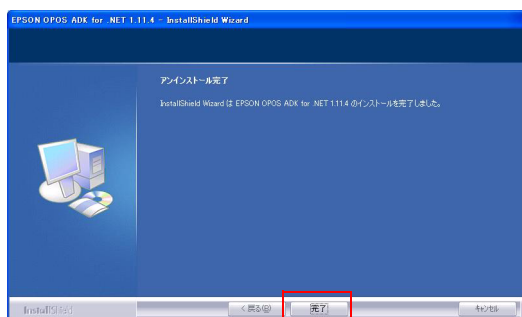 EPSON OPOS ADK for .NET 1.11.4 - InstallShield Wizard
アンインストール完了
InstallShield Wizard は EPSON OPOS ADK for .NET 1.11.4 のインストールを完了しました。
InstallShield
< 戻る(B)
完了
キャンセル